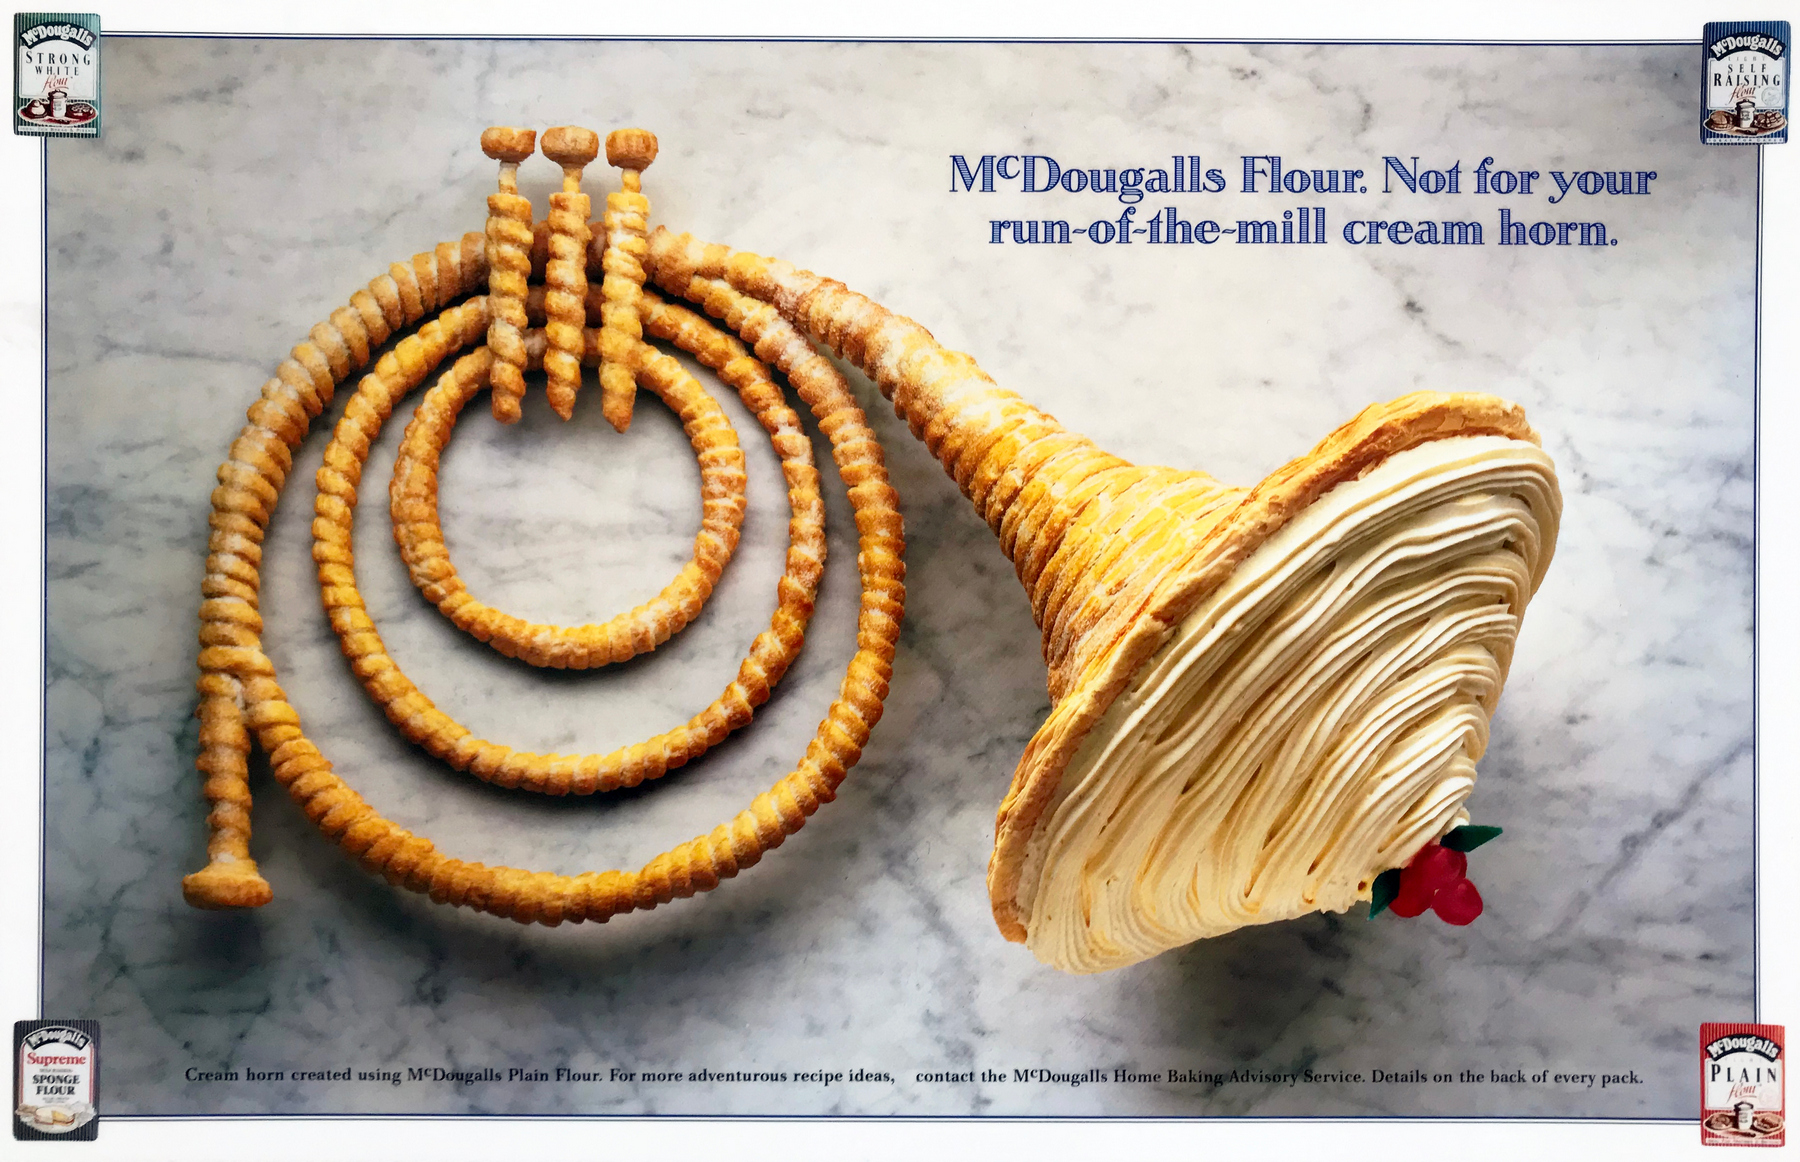 McDougalls
STRONG
WHITE
flour
McDougalls
SELF
RAISING
flour
McDougalls Flour. Not for your
run-of-the-mill cream horn.
McDougalls
Supreme
SPONGE
FLOUR
Cream horn created using McDougalls Plain Flour. For more adventurous recipe ideas, contact the McDougalls Home Baking Advisory Service. Details on the back of every pack.
McDougalls
PLAIN
flour